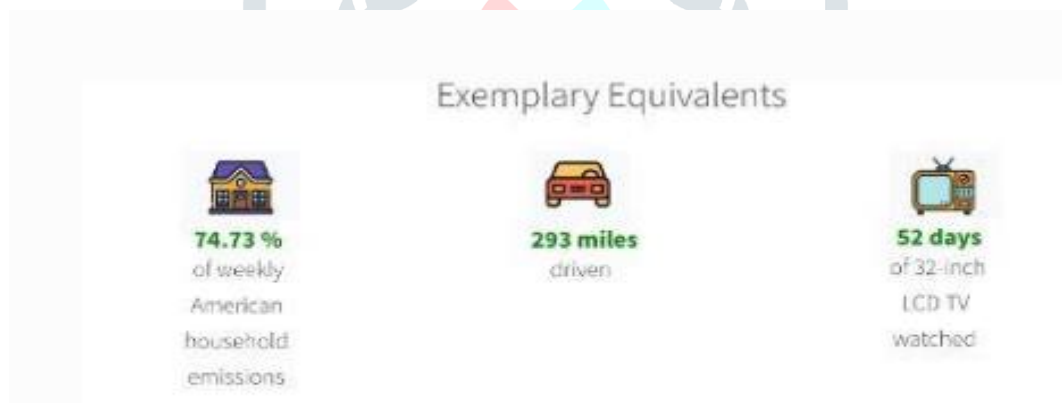 Exemplary Equivalents
74.73 %
of weekly
American
household
emissions
293 miles
driven
52 days
of 32-inch
LCD TV
watched